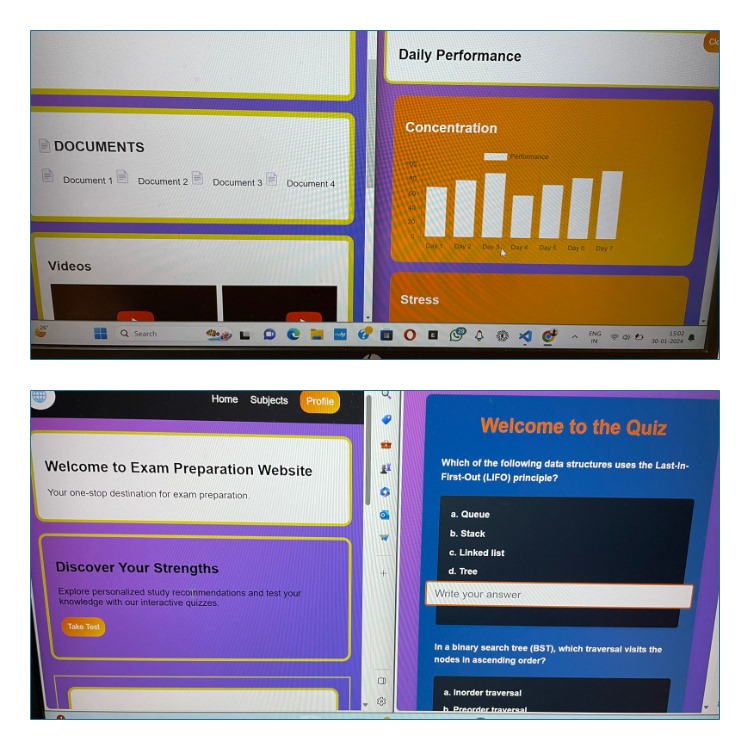 DOCUMENTS
Document 1 Document 2 Document 3 Document 4
Videos
Daily Performance
Concentration
Performance
100
80
60
40
20
0
Day 1 Day 2 Day 3 Day 4 Day 5 Day 6 Day 7
Stress
26°
Search
ENG
IN
15:02
30-01-2024
Home Subjects Profile
Welcome to Exam Preparation Website
Your one-stop destination for exam preparation.
Discover Your Strengths
Explore personalized study recommendations and test your
knowledge with our interactive quizzes.
Take Test
Welcome to the Quiz
Which of the following data structures uses the Last-In-
First-Out (LIFO) principle?
a. Queue
b. Stack
c. Linked list
d. Tree
Write your answer
In a binary search tree (BST), which traversal visits the
nodes in ascending order?
a. Inorder traversal
b. Preorder traversal